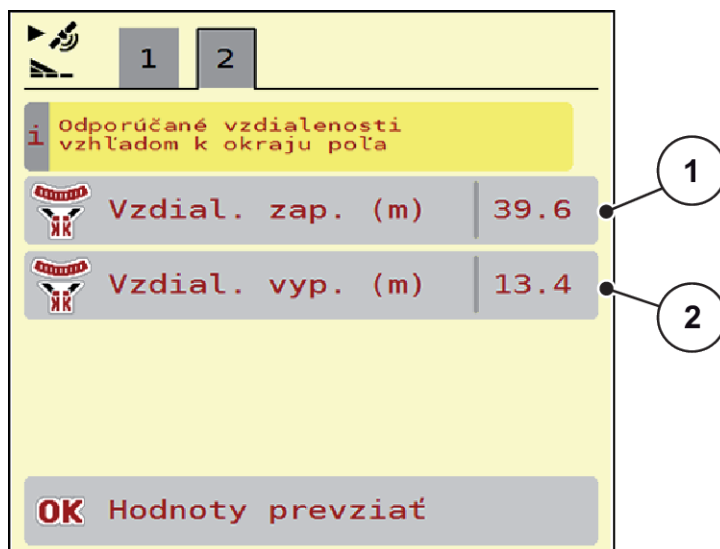 1 2
i Odporúčané vzdialenosti
vzhľadom k okraju poľa
Vzdial. zap. (m) 39.6
1
Vzdial. vyp. (m) 13.4
2
OK Hodnoty prevziať